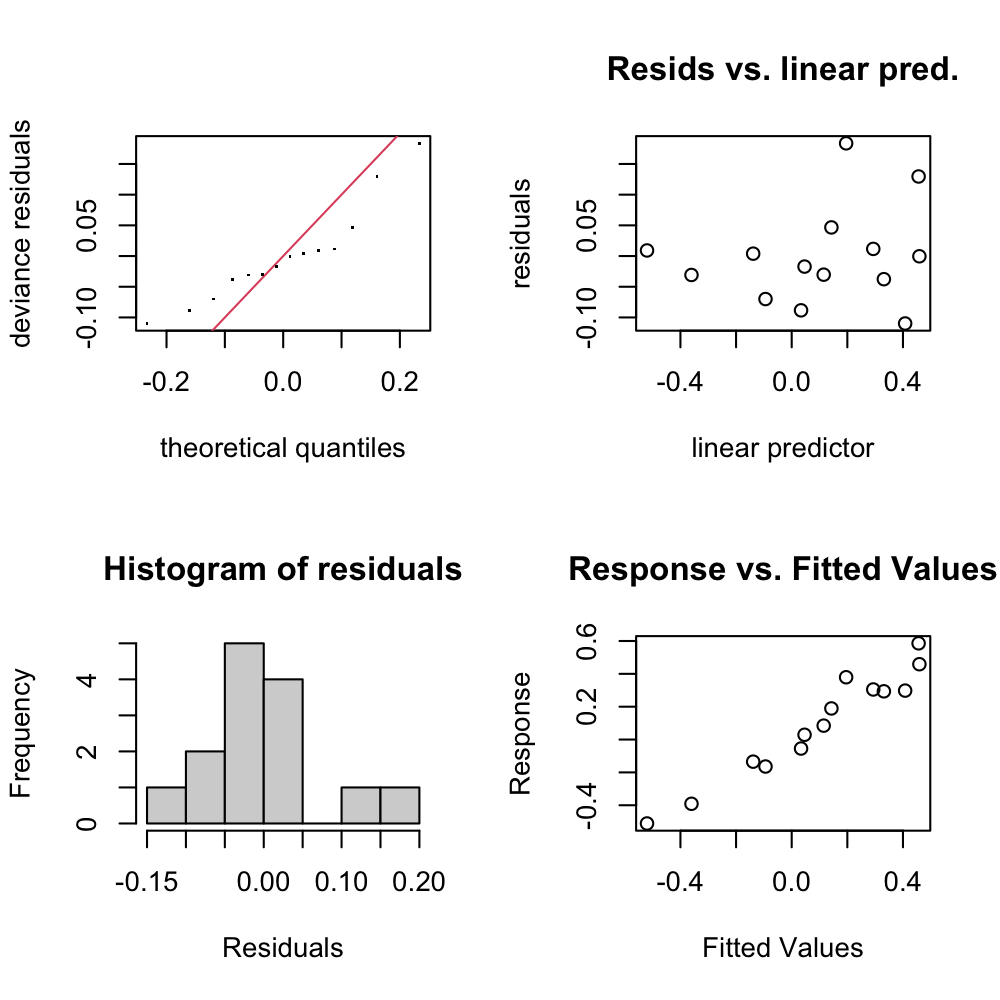 deviance residuals
0.05
-0.10
-0.2 0.0 0.2
theoretical quantiles
Resids vs. linear pred.
residuals
0.05
-0.10
-0.4 0.0 0.4
linear predictor
Histogram of residuals
Frequency
4
2
0
-0.15 0.00 0.10 0.20
Residuals
Response vs. Fitted Values
Response
0.6
0.2
-0.4
-0.4 0.0 0.4
Fitted Values